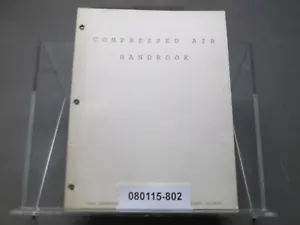 COMPRESSED AIR
HANDBOOK
080115-802